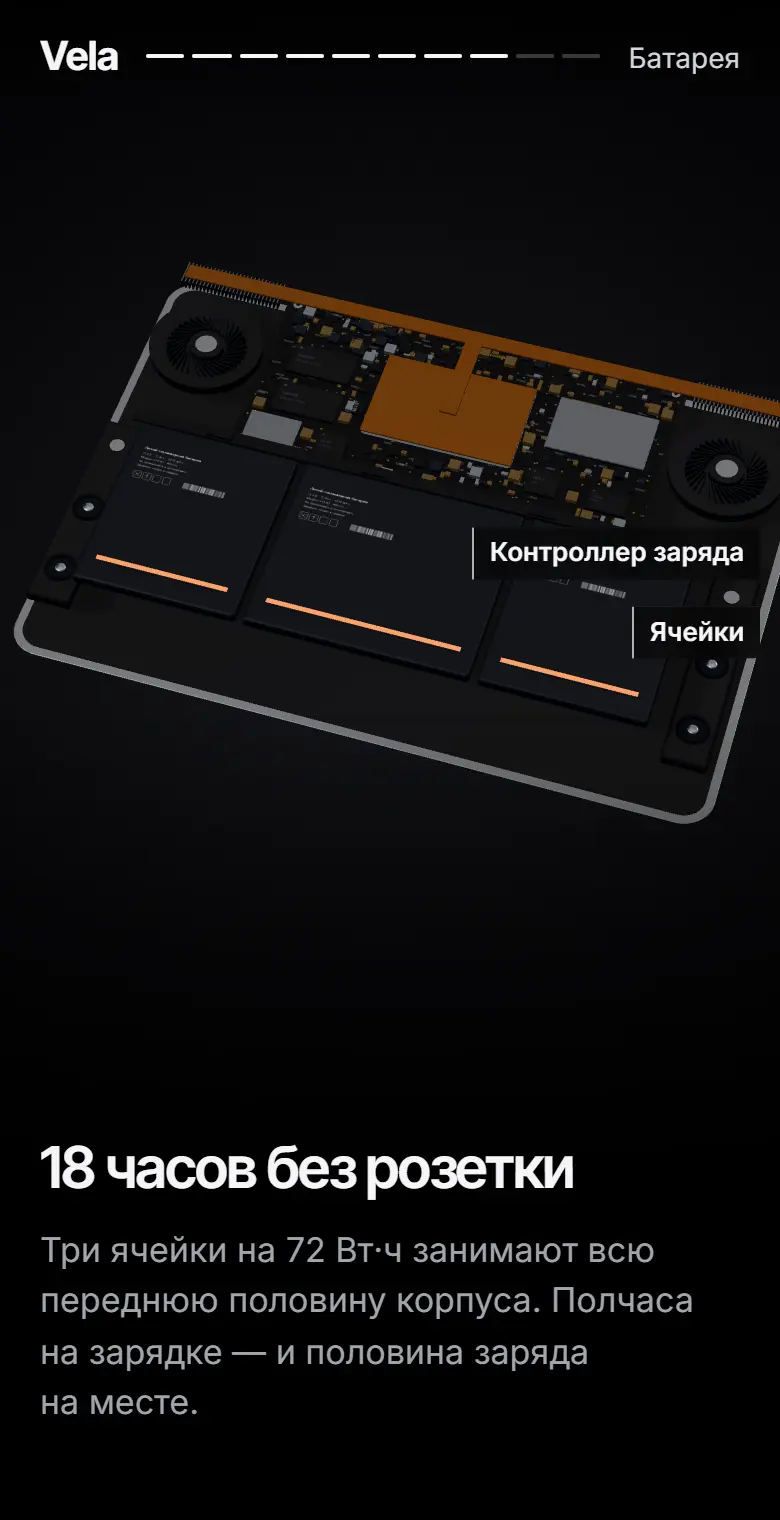 Vela
Батарея
Контроллер заряда
Ячейки
18 часов без розетки
Три ячейки на 72 Вт·ч занимают всю
переднюю половину корпуса. Полчаса
на зарядке — и половина заряда
на месте.